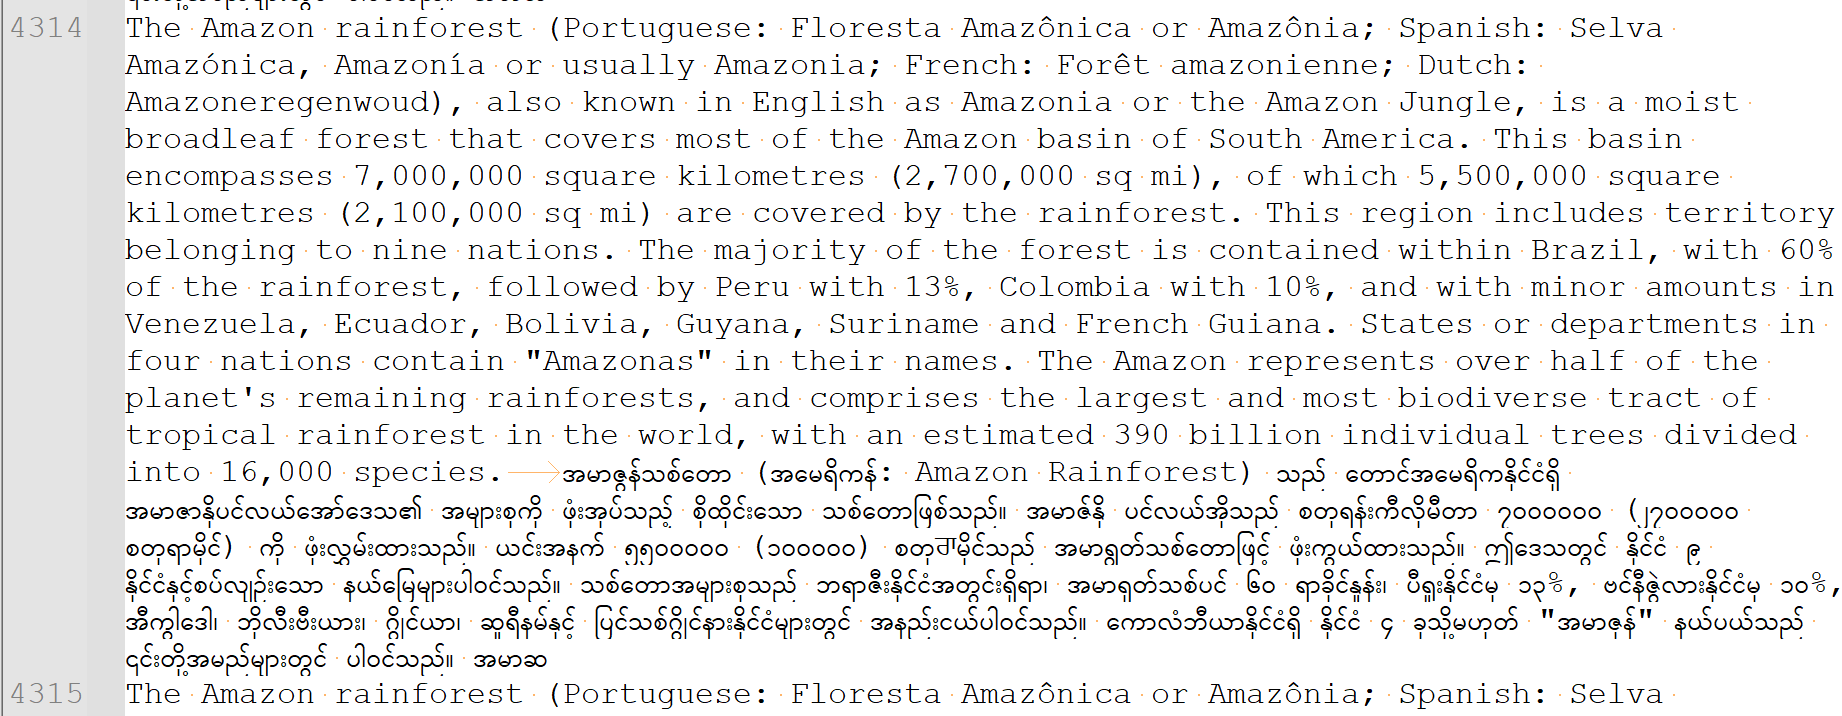 4314 The Amazon rainforest (Portuguese: Floresta Amazônica or Amazônia; Spanish: Selva
Amazónica, Amazonía or usually Amazonia; French: Forêt amazonienne; Dutch:
Amazoneregenwoud), also known in English as Amazonia or the Amazon Jungle, is a moist
broadleaf forest that covers most of the Amazon basin of South America. This basin
encompasses 7,000,000 square kilometres (2,700,000 sq mi), of which 5,500,000 square
kilometres (2,100,000 sq mi) are covered by the rainforest. This region includes territory
belonging to nine nations. The majority of the forest is contained within Brazil, with 60%
of the rainforest, followed by Peru with 13%, Colombia with 10%, and with minor amounts in
Venezuela, Ecuador, Bolivia, Guyana, Suriname and French Guiana. States or departments in
four nations contain "Amazonas" in their names. The Amazon represents over half of the
planet's remaining rainforests, and comprises the largest and most biodiverse tract of
tropical rainforest in the world, with an estimated 390 billion individual trees divided
into 16,000 species. အမာဇွန်သစ်တော (အမေရိကန်: Amazon Rainforest) သည် တောင်အမေရိကနိုင်ငံရှိ
အမာဇာနိုပင်လယ်အော်ဒေသ၏ အများစုကို ဖုံးအုပ်သည့် စိုထိုင်းသော သစ်တောဖြစ်သည်။ အမာဇ်နို ပင်လယ်အိုသည် စတုရန်းကီလိုမီတာ ၇၀၀၀၀၀၀ (၂၇၀၀၀၀၀
စတုရာမိုင်) ကို ဖုံးလွှမ်းထားသည်။ ယင်းအနက် ၅၅၀၀၀၀၀ (၁၀၀၀၀၀) အမာရွတ်သစ်တောဖြင့် ဖုံးကွယ်ထားသည်။ ဤဒေသတွင် နိုင်ငံ ၉
နိုင်ငံနှင့်စပ်လျဉ်းသော နယ်မြေများပါဝင်သည်။ သစ်တောအများစုသည် ဘရာဇီးနိုင်ငံအတွင်းရှိရာ၊ အမာရုတ်သစ်ပင် ၆၀ ရာခိုင်နှုန်း၊ ပီရူးနိုင်ငံမှ ၁၃%, ဗင်နီဇွဲလားနိုင်ငံမှ ၁၀%,
အီကွါဒေါ၊ ဘိုလီးဗီးယား၊ ဂွိုင်ယာ၊ ဆူရီနမ်နှင့် ပြင်သစ်ဂွိုင်နားနိုင်ငံများတွင် အနည်းငယ်ပါဝင်သည်။ ကောလံဘီယာနိုင်ငံရှိ နိုင်ငံ ၄ ခုသို့မဟုတ် "အမာဇုန်" နယ်ပယ်သည်
၎င်းတို့အမည်များတွင် ပါဝင်သည်။ အမာဆ
4315 The Amazon rainforest (Portuguese: Floresta Amazônica or Amazônia; Spanish: Selva